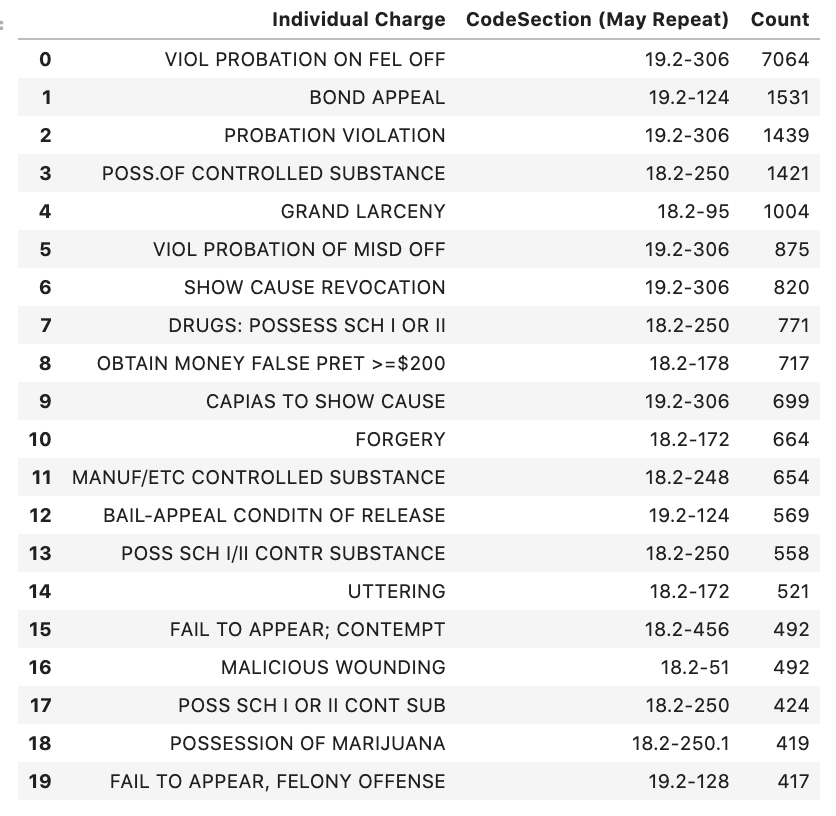 Individual Charge CodeSection (May Repeat) Count
0 VIOL PROBATION ON FEL OFF 19.2-306 7064
1 BOND APPEAL 19.2-124 1531
2 PROBATION VIOLATION 19.2-306 1439
3 POSS.OF CONTROLLED SUBSTANCE 18.2-250 1421
4 GRAND LARCENY 18.2-95 1004
5 VIOL PROBATION OF MISD OFF 19.2-306 875
6 SHOW CAUSE REVOCATION 19.2-306 820
7 DRUGS: POSSESS SCH I OR II 18.2-250 771
8 OBTAIN MONEY FALSE PRET >=$200 18.2-178 717
9 CAPIAS TO SHOW CAUSE 19.2-306 699
10 FORGERY 18.2-172 664
11 MANUF/ETC CONTROLLED SUBSTANCE 18.2-248 654
12 BAIL-APPEAL CONDITN OF RELEASE 19.2-124 569
13 POSS SCH I/II CONTR SUBSTANCE 18.2-250 558
14 UTTERING 18.2-172 521
15 FAIL TO APPEAR; CONTEMPT 18.2-456 492
16 MALICIOUS WOUNDING 18.2-51 492
17 POSS SCH I OR II CONT SUB 18.2-250 424
18 POSSESSION OF MARIJUANA 18.2-250.1 419
19 FAIL TO APPEAR, FELONY OFFENSE 19.2-128 417